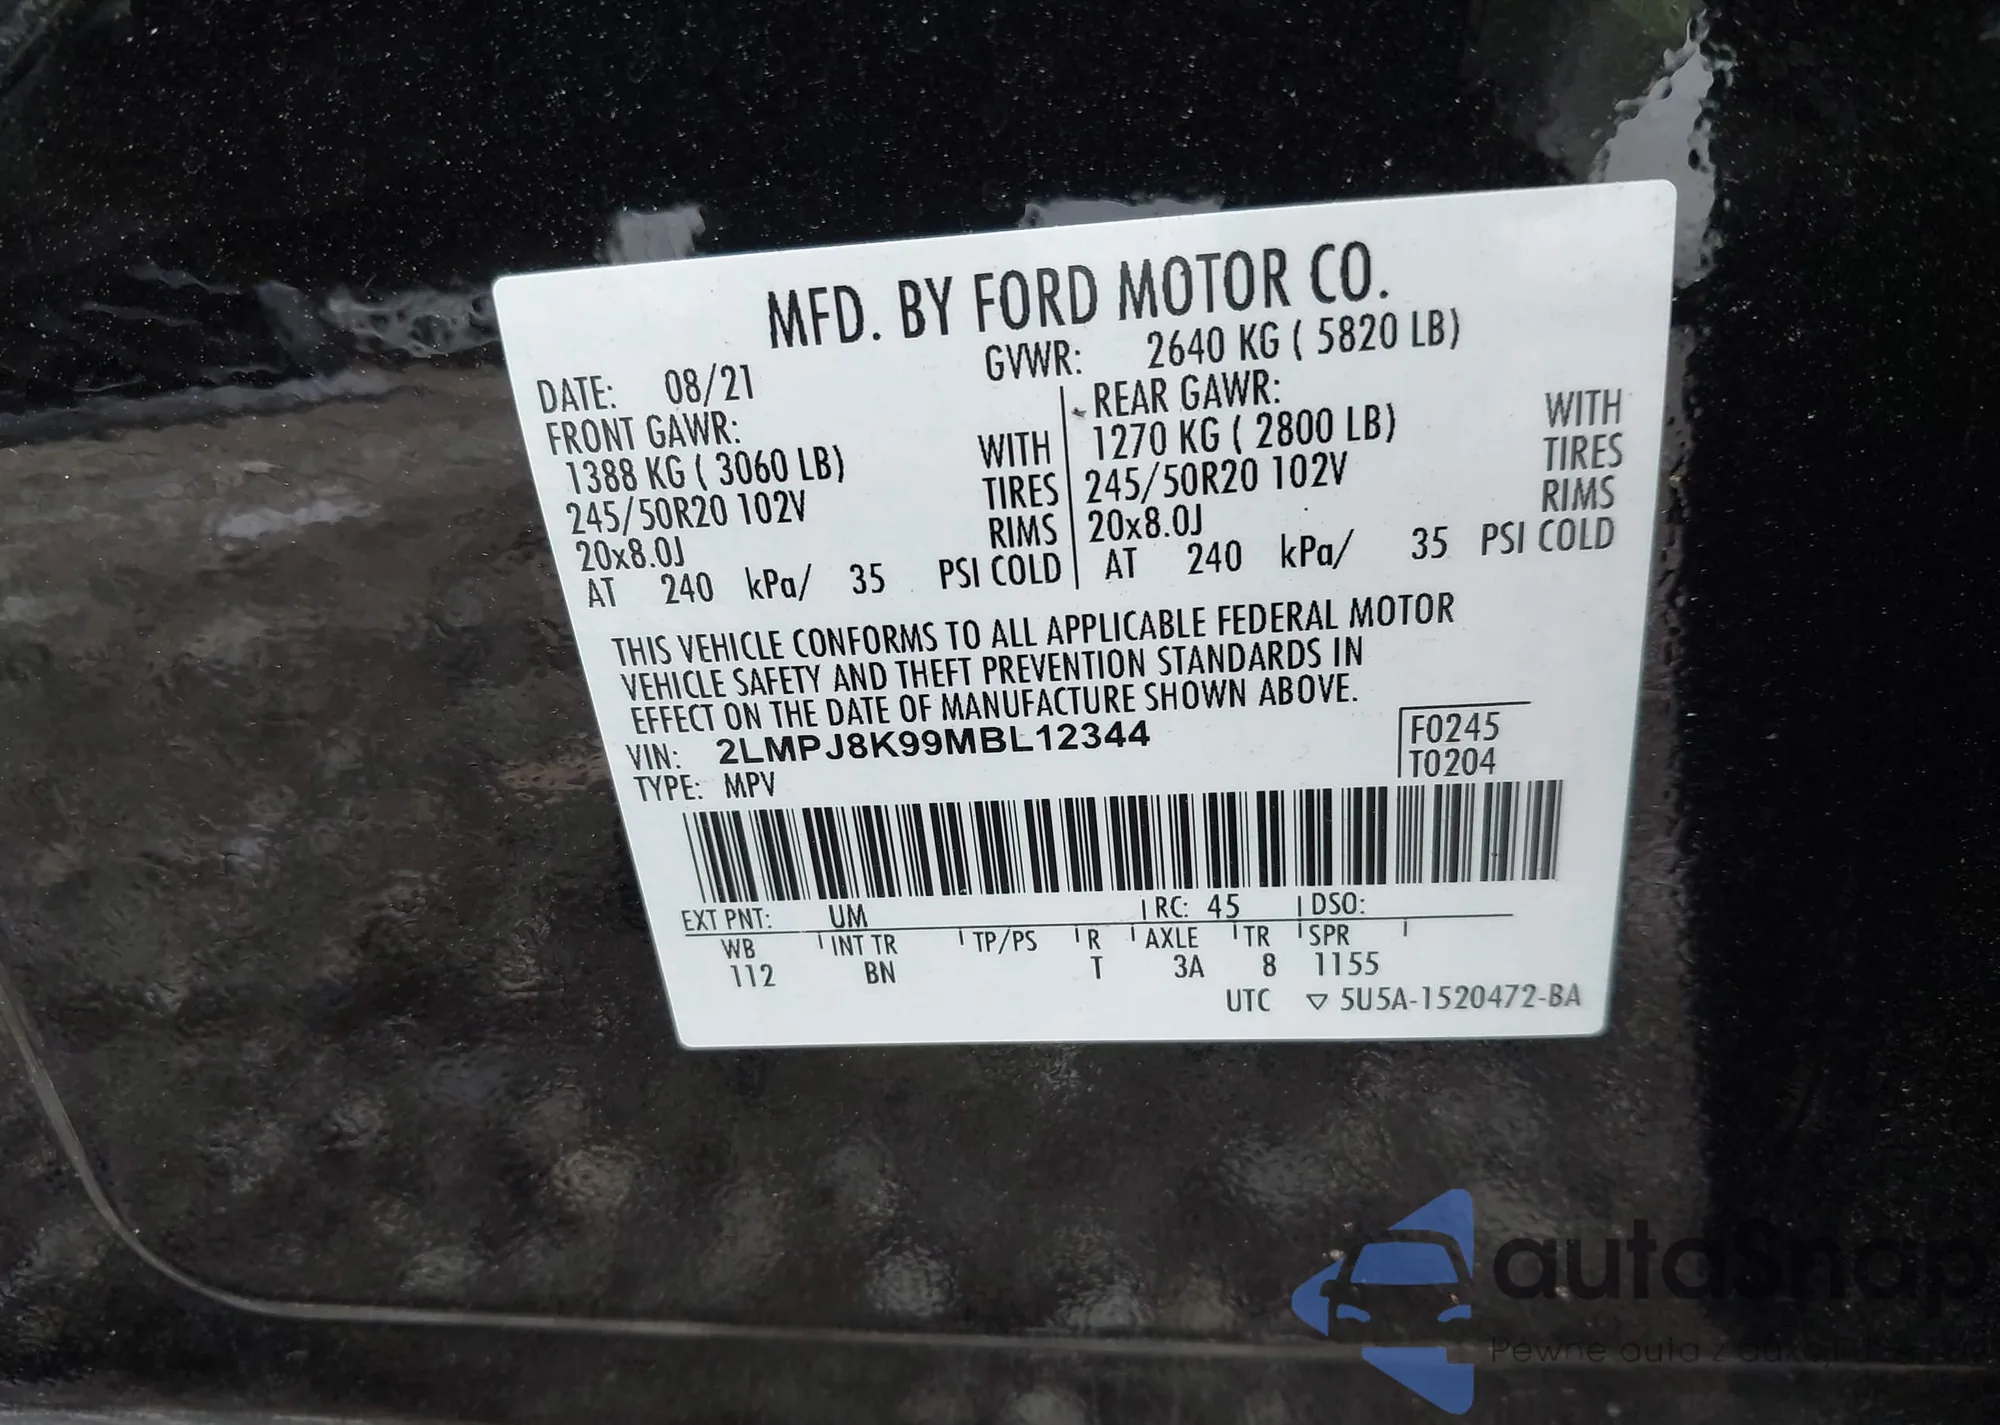 MFD. BY FORD MOTOR CO.
DATE: 08/21 GVWR: 2640 KG ( 5820 LB)
FRONT GAWR: REAR GAWR:
1388 KG ( 3060 LB) WITH 1270 KG ( 2800 LB) WITH
245/50R20 102V TIRES 245/50R20 102V TIRES
20x8.0J RIMS 20x8.0J RIMS
AT 240 kPa/ 35 PSI COLD AT 240 kPa/ 35 PSI COLD
THIS VEHICLE CONFORMS TO ALL APPLICABLE FEDERAL MOTOR
VEHICLE SAFETY AND THEFT PREVENTION STANDARDS IN
EFFECT ON THE DATE OF MANUFACTURE SHOWN ABOVE.
VIN: 2LMPJ8K99MBL12344 F0245
TYPE: MPV T0204
EXT PNT: UM RC: 45 DSO:
WB INT TR TP/PS R AXLE TR SPR
112 BN T 3A 8 1155
UTC ▽ 5U5A-1520472-BA
autaSnap
Pewne auta z aukcji